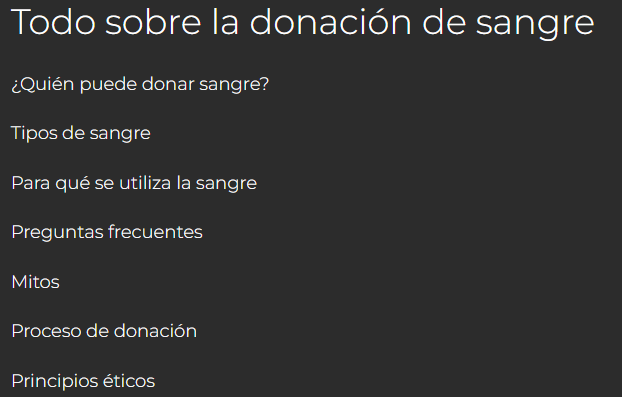 Todo sobre la donación de sangre
¿Quién puede donar sangre?
Tipos de sangre
Para qué se utiliza la sangre
Preguntas frecuentes
Mitos
Proceso de donación
Principios éticos